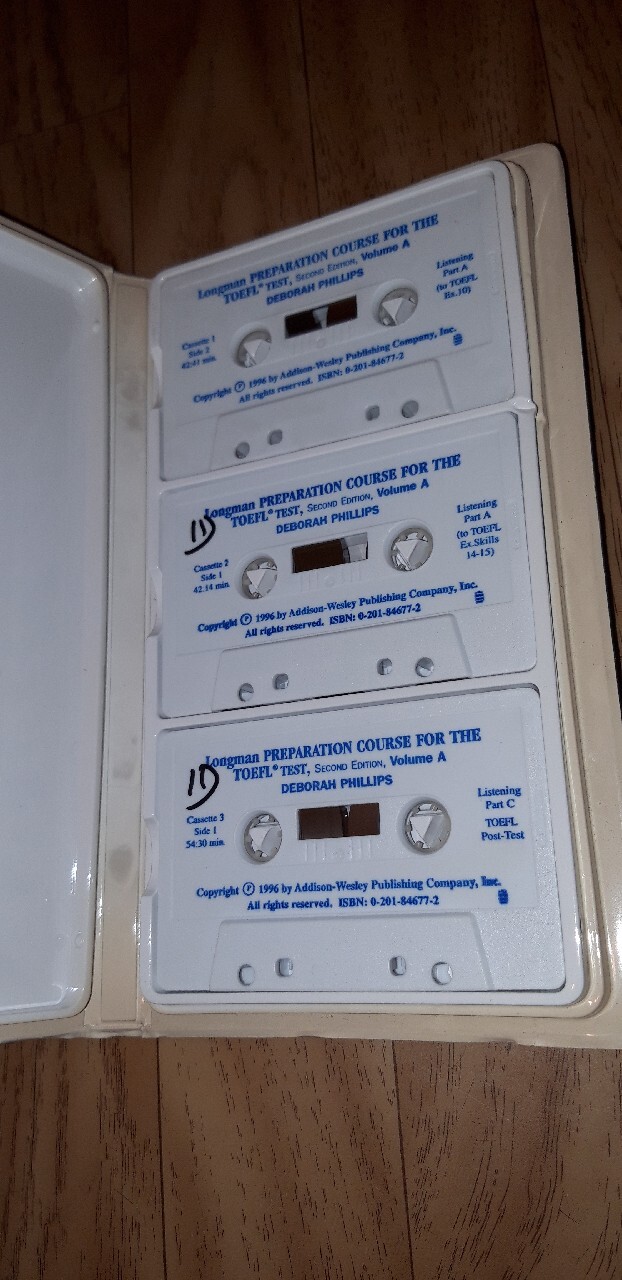 Longman PREPARATION COURSE FOR THE
TOEFL® TEST, SECOND EDITION, Volume A
DEBORAH PHILLIPS
Cassette 1
Side 2
42:41 min.
Listening
Part A
(to TOEFL
Ex.10)
Copyright ℗ 1996 by Addison-Wesley Publishing Company, Inc.
All rights reserved. ISBN: 0-201-84677-2
Longman PREPARATION COURSE FOR THE
TOEFL® TEST, SECOND EDITION, Volume A
DEBORAH PHILLIPS
Cassette 2
Side 1
42:14 min.
Listening
Part A
(to TOEFL
Ex.Skills
14-15)
Copyright ℗ 1996 by Addison-Wesley Publishing Company, Inc.
All rights reserved. ISBN: 0-201-84677-2
Longman PREPARATION COURSE FOR THE
TOEFL® TEST, SECOND EDITION, Volume A
DEBORAH PHILLIPS
Cassette 3
Side 1
54:30 min.
Listening
Part C
TOEFL
Post-Test
Copyright ℗ 1996 by Addison-Wesley Publishing Company, Inc.
All rights reserved. ISBN: 0-201-84677-2